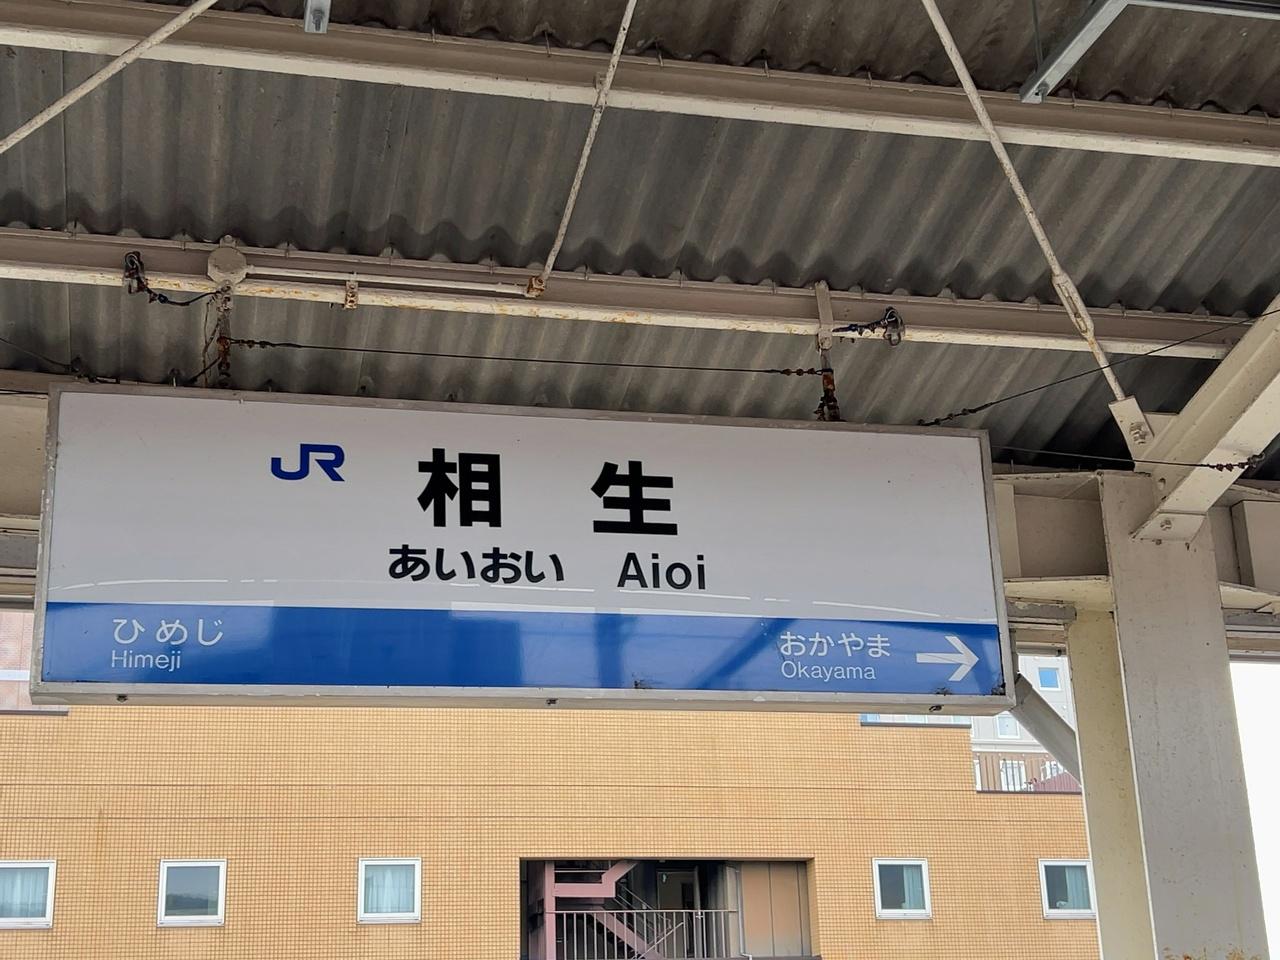 JR 相生
あいおい Aioi
ひめじ
Himeji
おかやま
Okayama